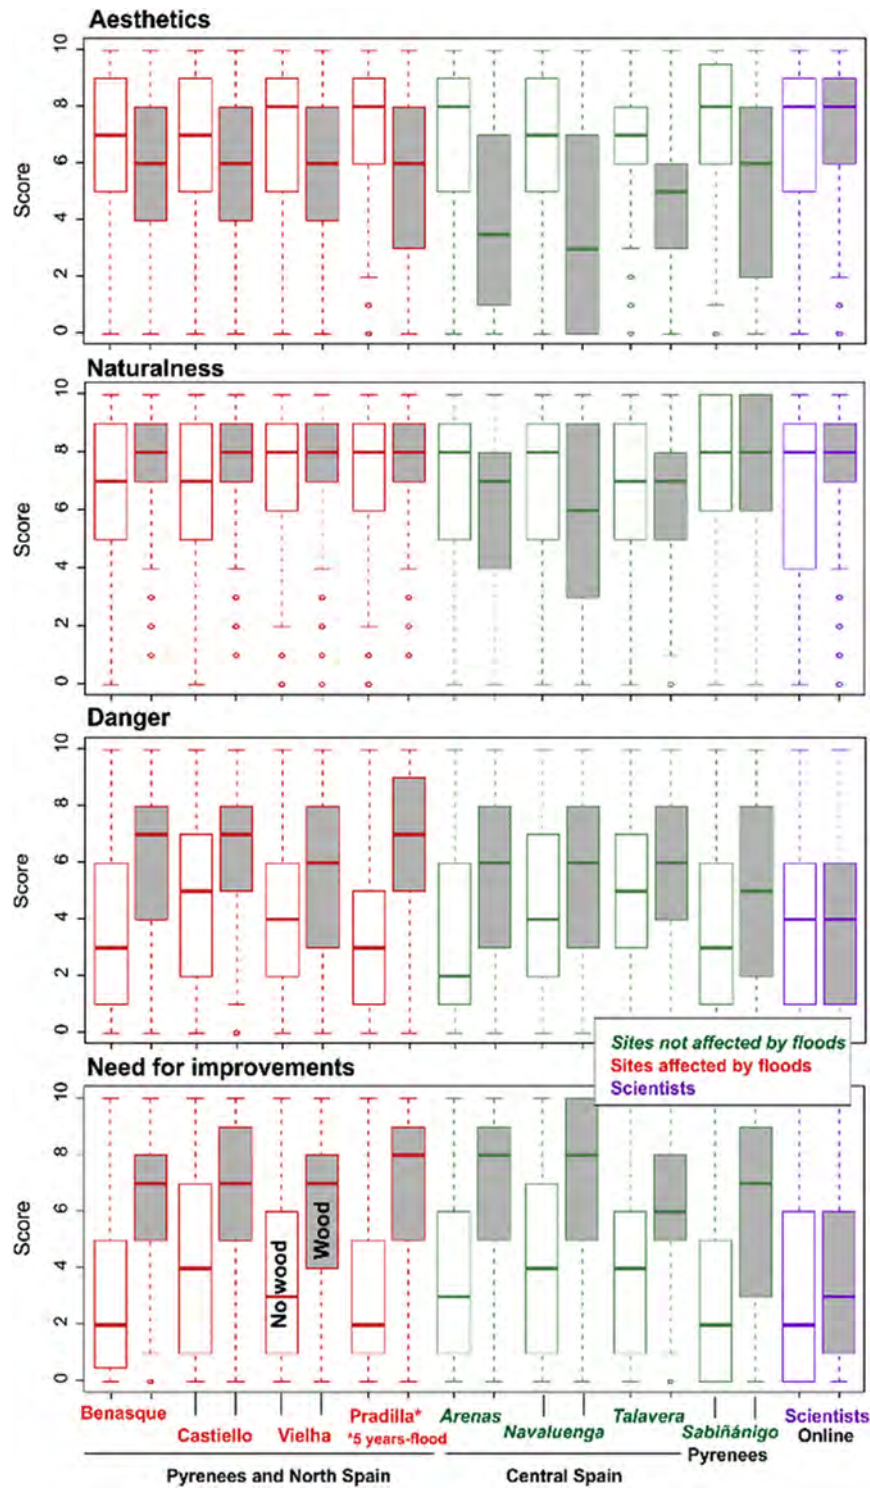 Aesthetics
Score
10
8
6
4
2
0
Naturalness
Score
10
8
6
4
2
0
Danger
Score
10
8
6
4
2
0
Sites not affected by floods
Sites affected by floods
Scientists
Need for improvements
Score
10
8
6
4
2
0
No wood
Wood
Benasque
Castiello
Vielha
Pradilla*
*5 years-flood
Arenas
Navaluenga
Talavera
Sabiñánigo
Pyrenees
Scientists
Online
Pyrenees and North Spain
Central Spain